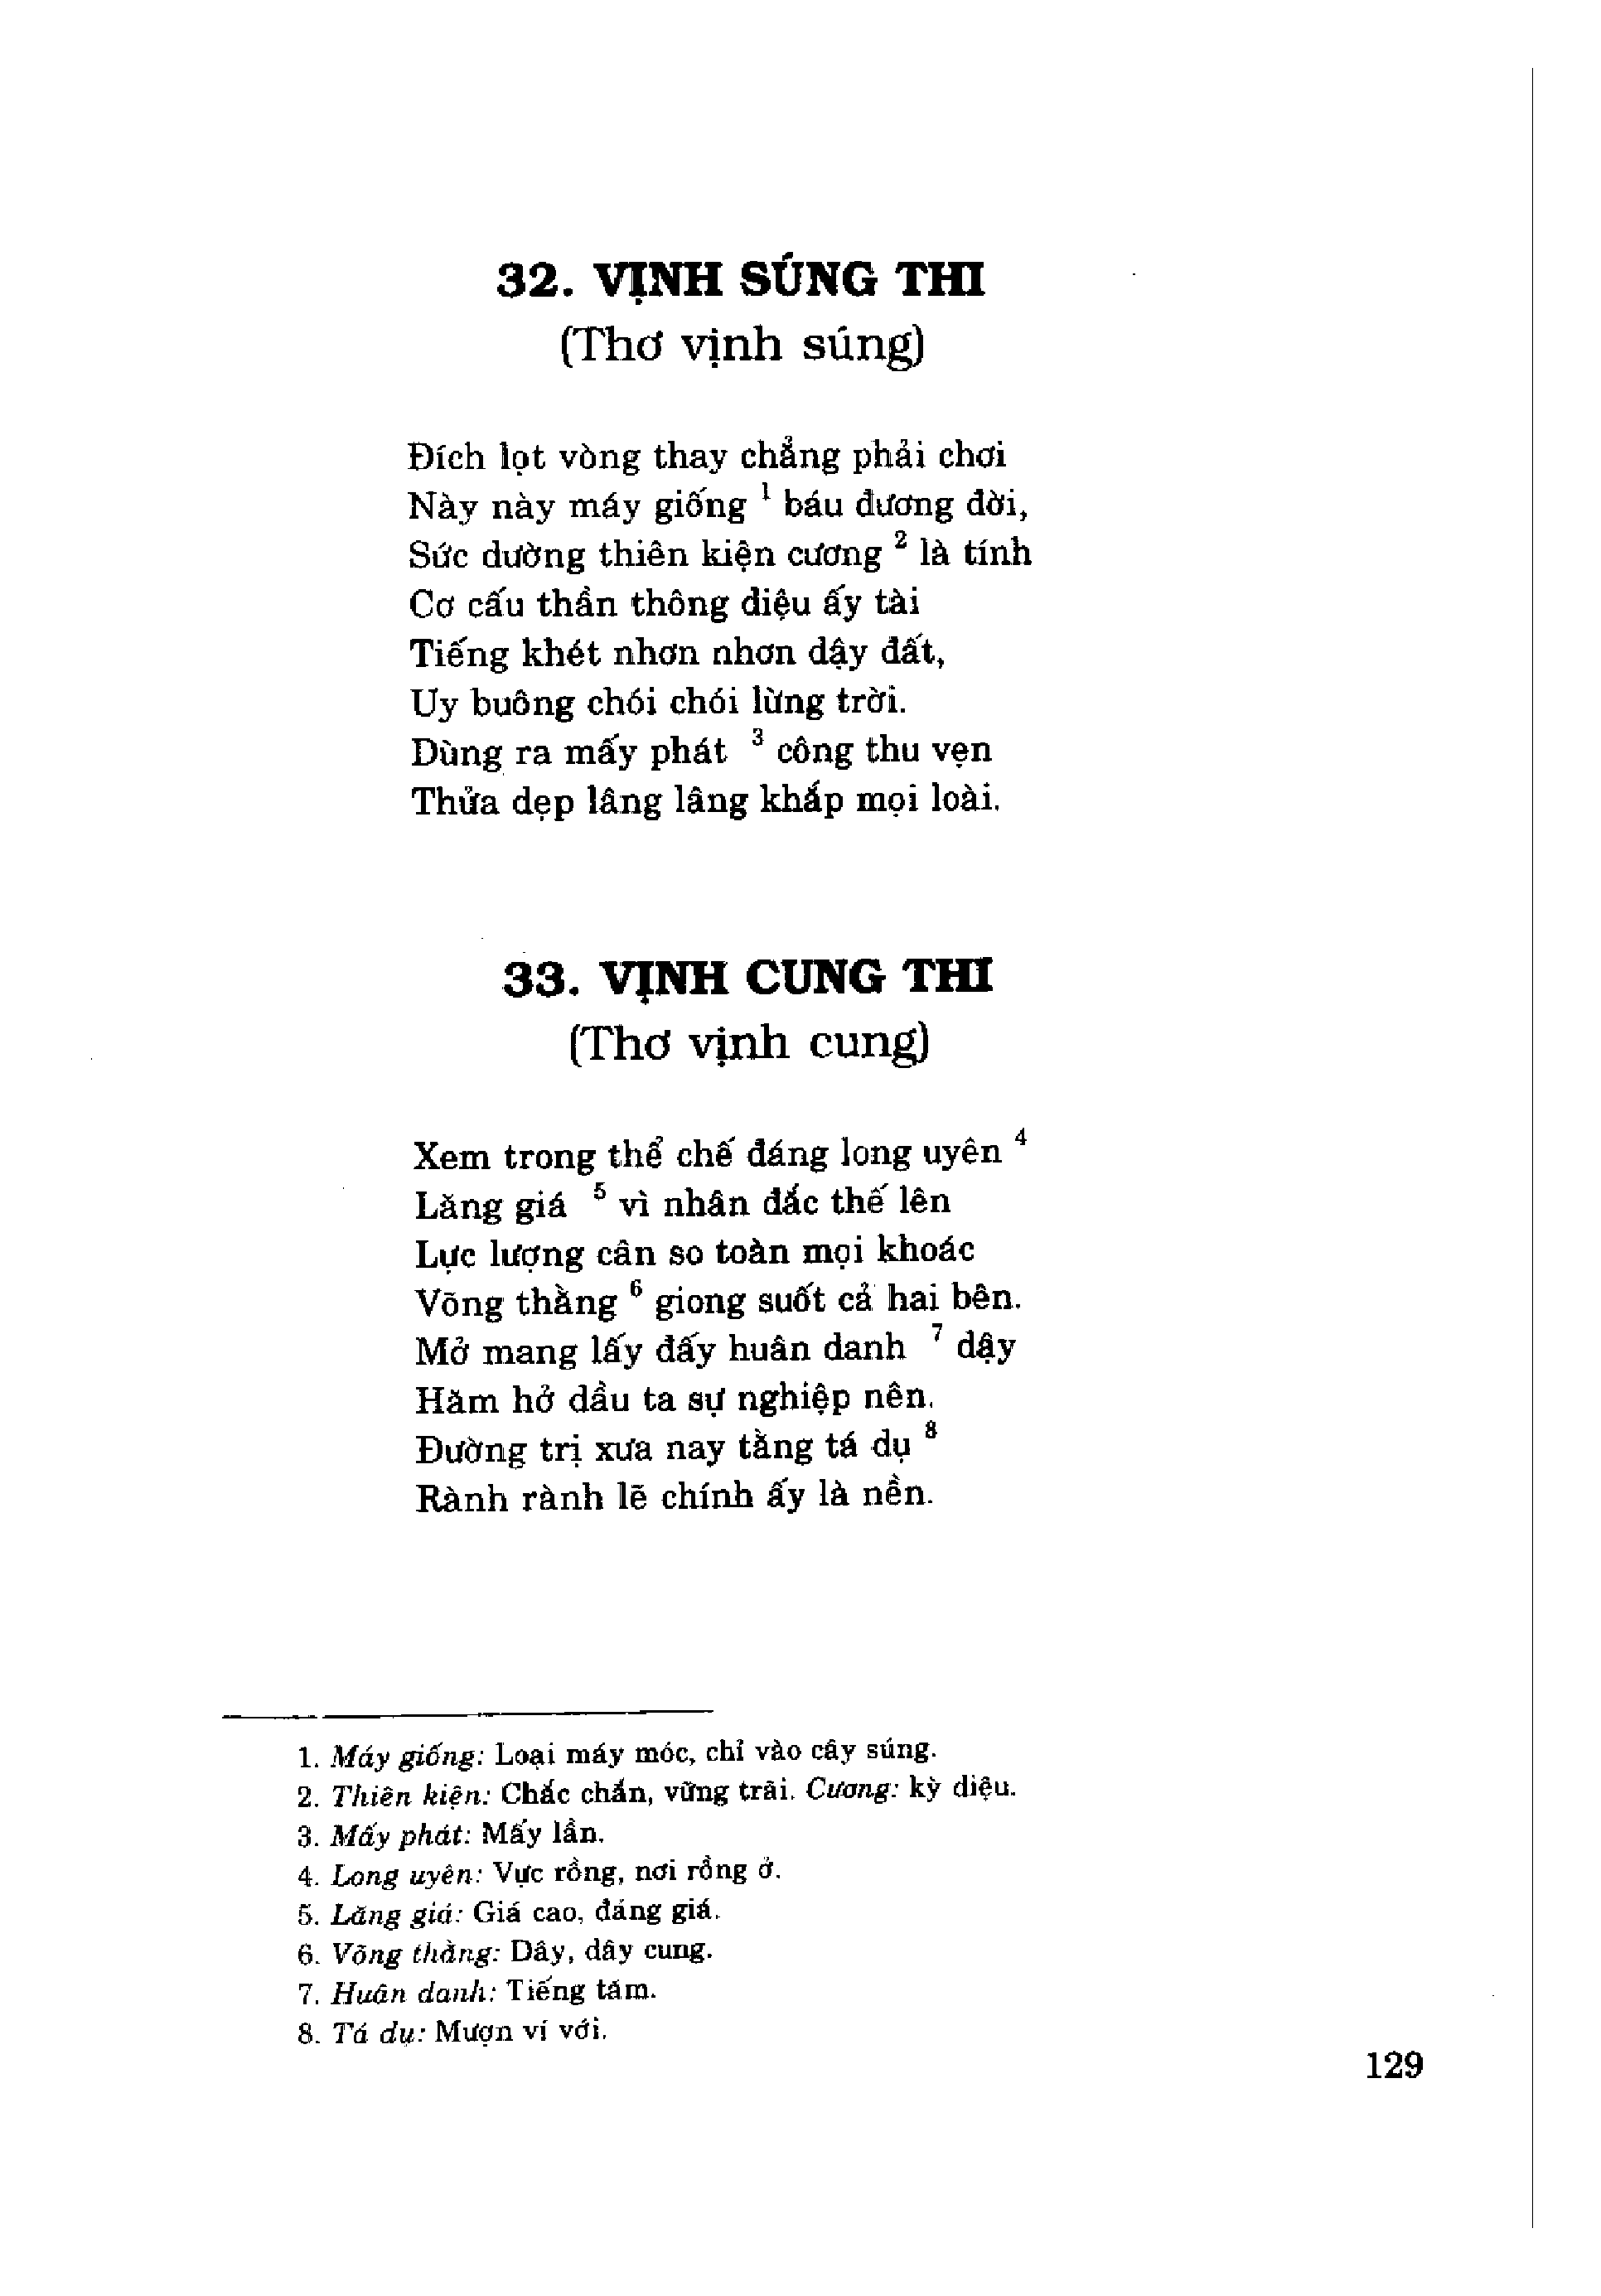 32. VỊNH SÚNG THI
(Thơ vịnh súng)
Đích lọt vòng thay chẳng phải chơi
Này này máy giống ¹ báu đương đời,
Sức dường thiên kiện cương ² là tính
Cơ cấu thần thông diệu ấy tài
Tiếng khét nhơn nhơn dậy đất,
Uy buông chói chói lừng trời.
Dùng ra mấy phát ³ công thu vẹn
Thửa dẹp lâng lâng khắp mọi loài.
33. VỊNH CUNG THI
(Thơ vịnh cung)
Xem trong thể chế đáng long uyên ⁴
Lăng giá ⁵ vì nhân đắc thế lên
Lực lượng cân so toàn mọi khoác
Võng thằng ⁶ giong suốt cả hai bên.
Mở mang lấy đấy huân danh ⁷ dậy
Hăm hở dầu ta sự nghiệp nên.
Đường trị xưa nay tằng tá dụ ⁸
Rành rành lẽ chính ấy là nền.
1. Máy giống: Loại máy móc, chỉ vào cây súng.
2. Thiên kiện: Chắc chắn, vững trãi. Cương: kỳ diệu.
3. Mấy phát: Mấy lần.
4. Long uyên: Vực rồng, nơi rồng ở.
5. Lăng giá: Giá cao, đáng giá.
6. Võng thằng: Dây, dây cung.
7. Huân danh: Tiếng tăm.
8. Tá dụ: Mượn ví với.
129